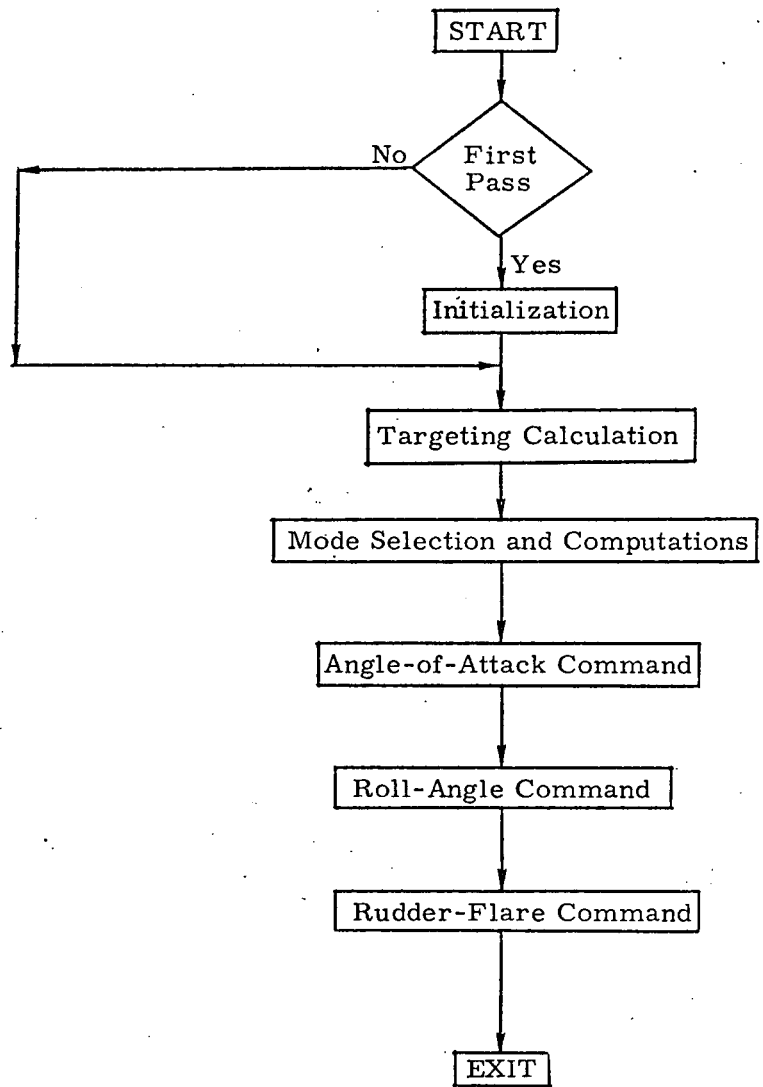 START
First
Pass
No
Yes
Initialization
Targeting Calculation
Mode Selection and Computations
Angle-of-Attack Command
Roll-Angle Command
Rudder-Flare Command
EXIT